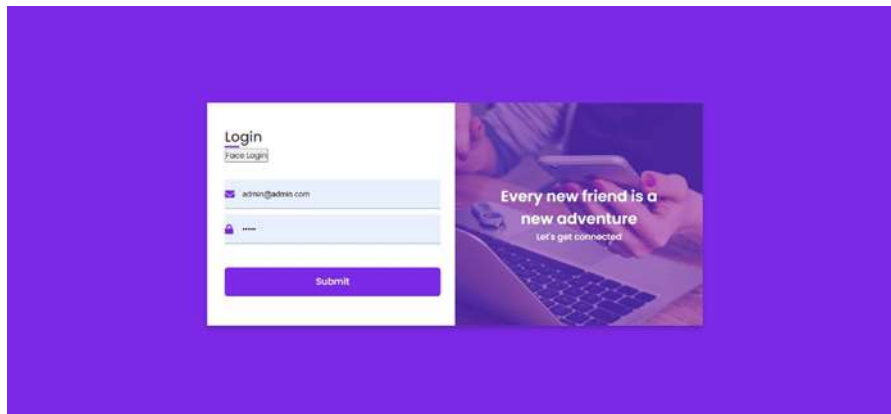 Login
Face Login
admin@admin.com
•••••
Submit
Every new friend is a
new adventure
Let's get connected